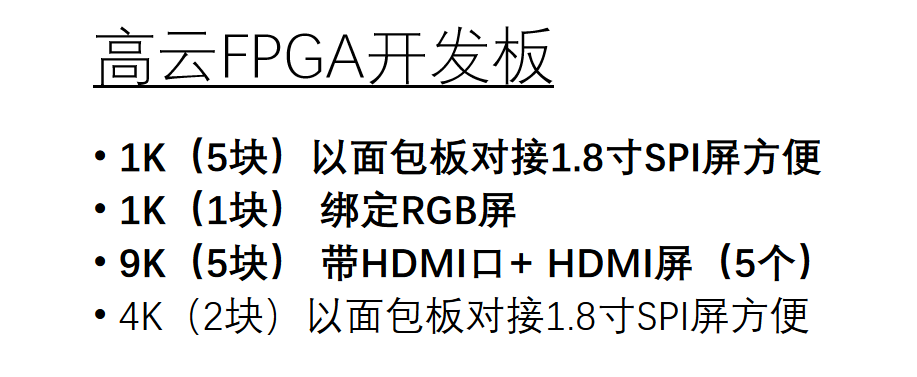 高云FPGA开发板
• 1K（5块）以面包板对接1.8寸SPI屏方便
• 1K（1块） 绑定RGB屏
• 9K（5块） 带HDMI口+ HDMI屏（5个）
• 4K（2块）以面包板对接1.8寸SPI屏方便